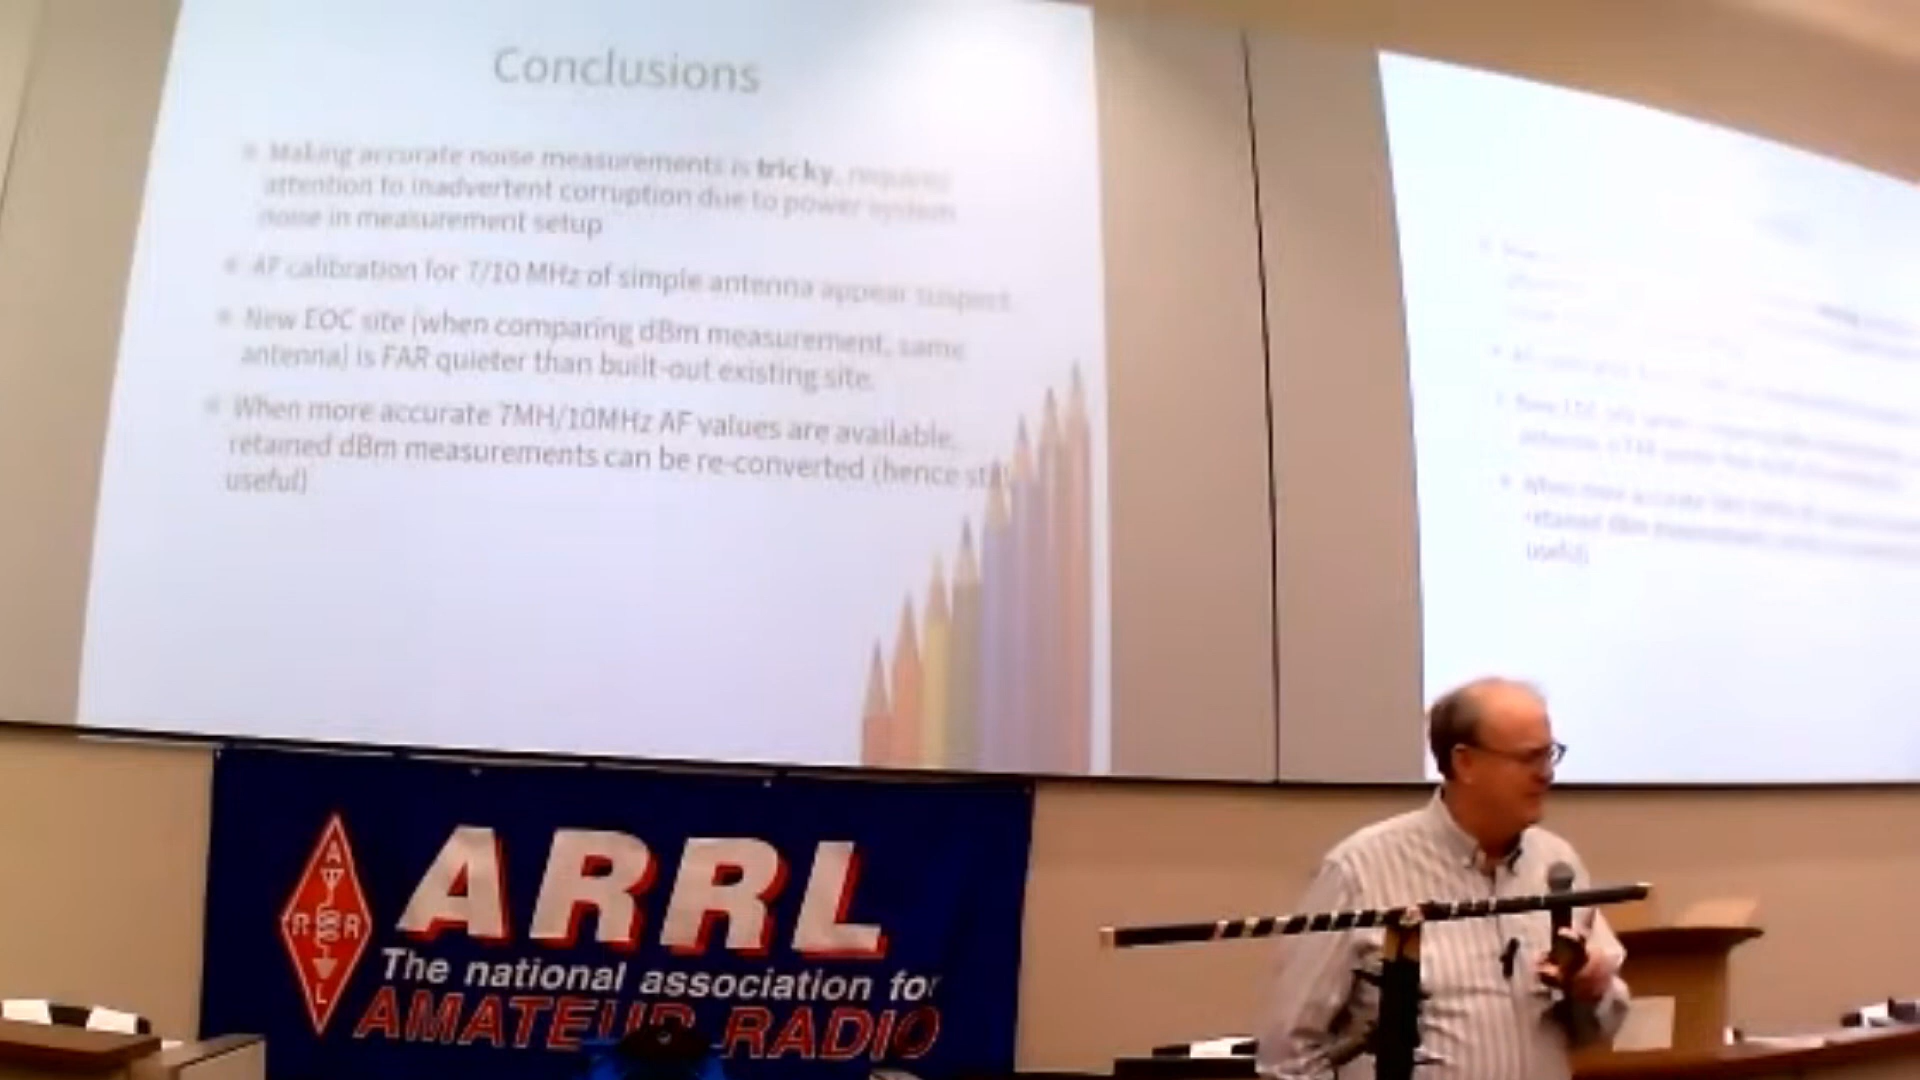 Conclusions
Making accurate noise measurements is tricky, requires
attention to inadvertent corruption due to power system
noise in measurement setup
AF calibration for 7/10 MHz of simple antenna appear suspect.
New EOC site (when comparing dBm measurement, same
antenna) is FAR quieter than built-out existing site.
When more accurate 7MH/10MHz AF values are available,
retained dBm measurements can be re-converted (hence still
useful)
useful)
A
R R
L
ARRL
The national association for
AMATEUR RADIO